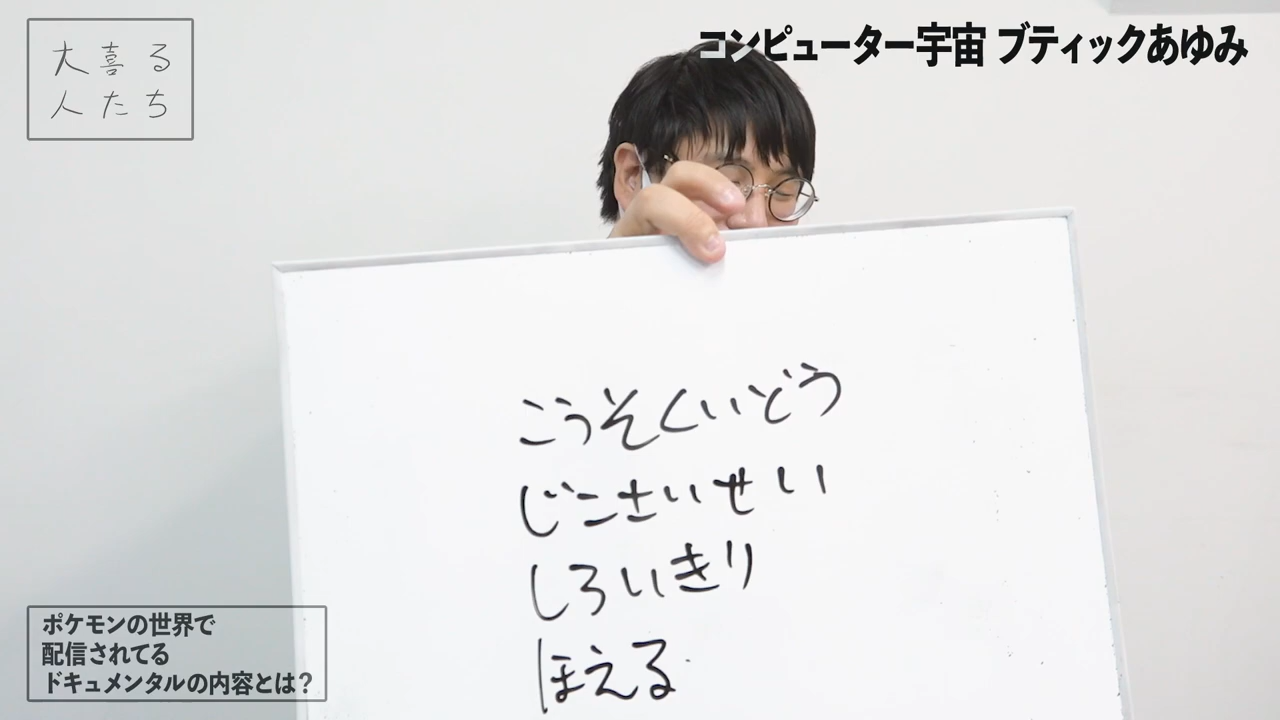 大喜る
人たち
コンピューター宇宙 ブティックあゆみ
こうそくいどう
じこさいせい
しろいきり
ほえる
ポケモンの世界で
配信されてる
ドキュメンタルの内容とは？